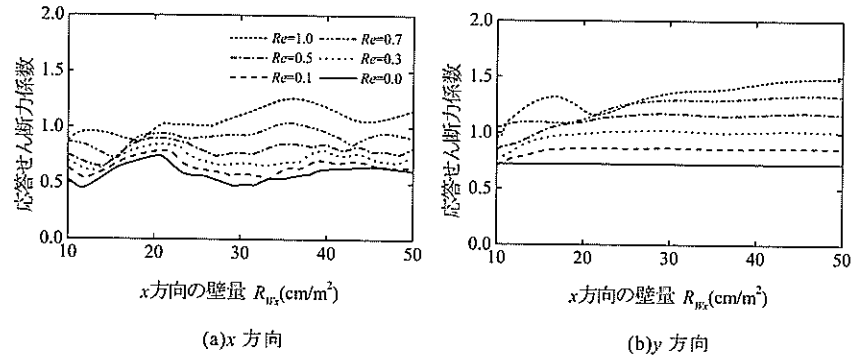 応答せん断力係数
2.0
1.5
1.0
0.5
0.0
Re=1.0 Re=0.7
Re=0.5 Re=0.3
Re=0.1 Re=0.0
10 20 30 40 50
x方向の壁量 R_Wx(cm/m²)
(a)x 方向
応答せん断力係数
2.0
1.5
1.0
0.5
0.0
10 20 30 40 50
x方向の壁量 R_Wx(cm/m²)
(b)y 方向